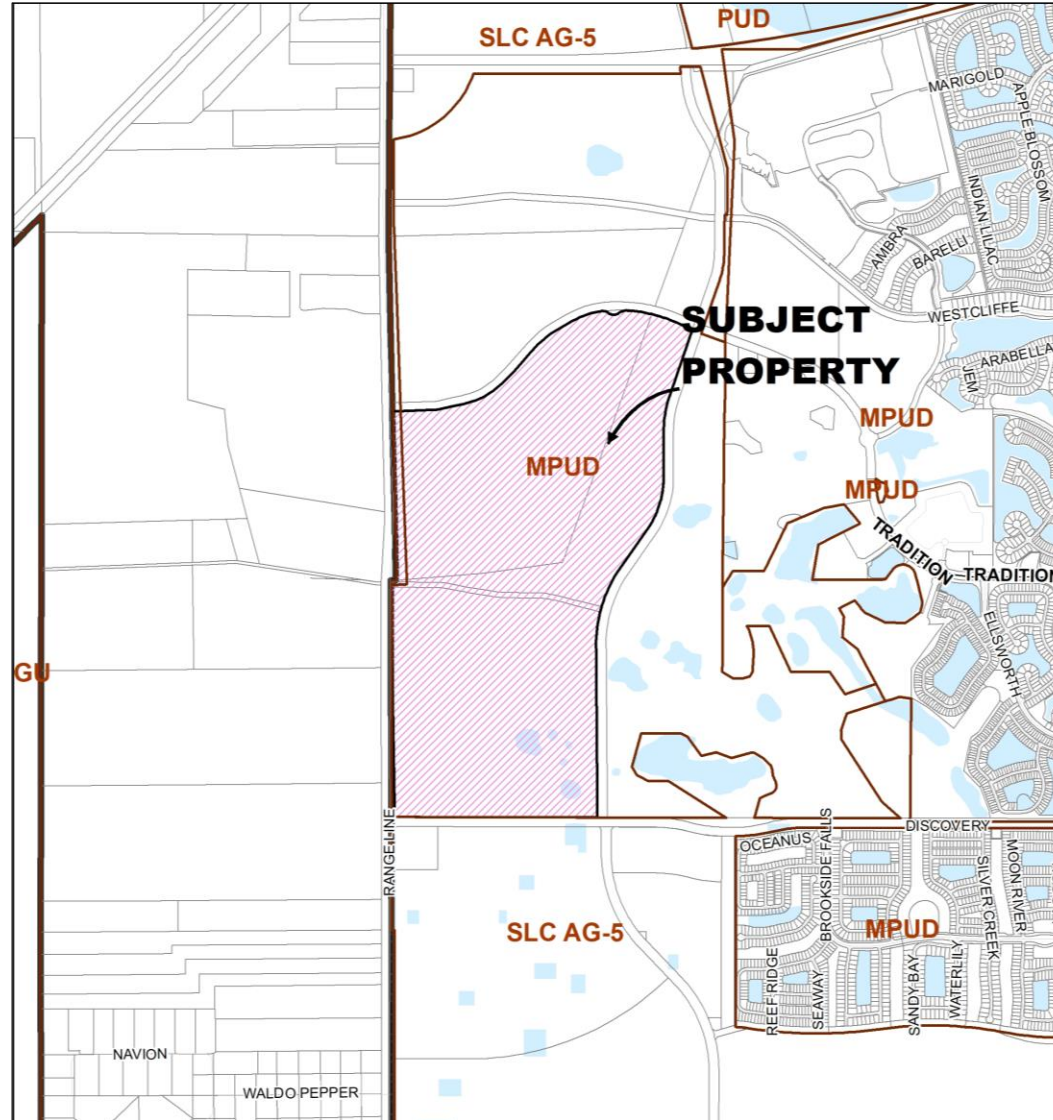 PUD
SLC AG-5
MARIGOLD
APPLE BLOSSOM
INDIAN LILAC
AMBRA
BARELLI
WESTCLIFFE
SUBJECT
PROPERTY
ARABELLA
JEM
MPUD
MPUD
MPUD
TRADITION
TRADITION
ELLSWORTH
GU
RANGE LINE
DISCOVERY
OCEANUS
BROOKSIDE FALLS
SILVER CREEK
MOON RIVER
SLC AG-5
MPUD
REEF RIDGE
SEAWAY
SANDY BAY
WATERLILY
NAVION
WALDO PEPPER